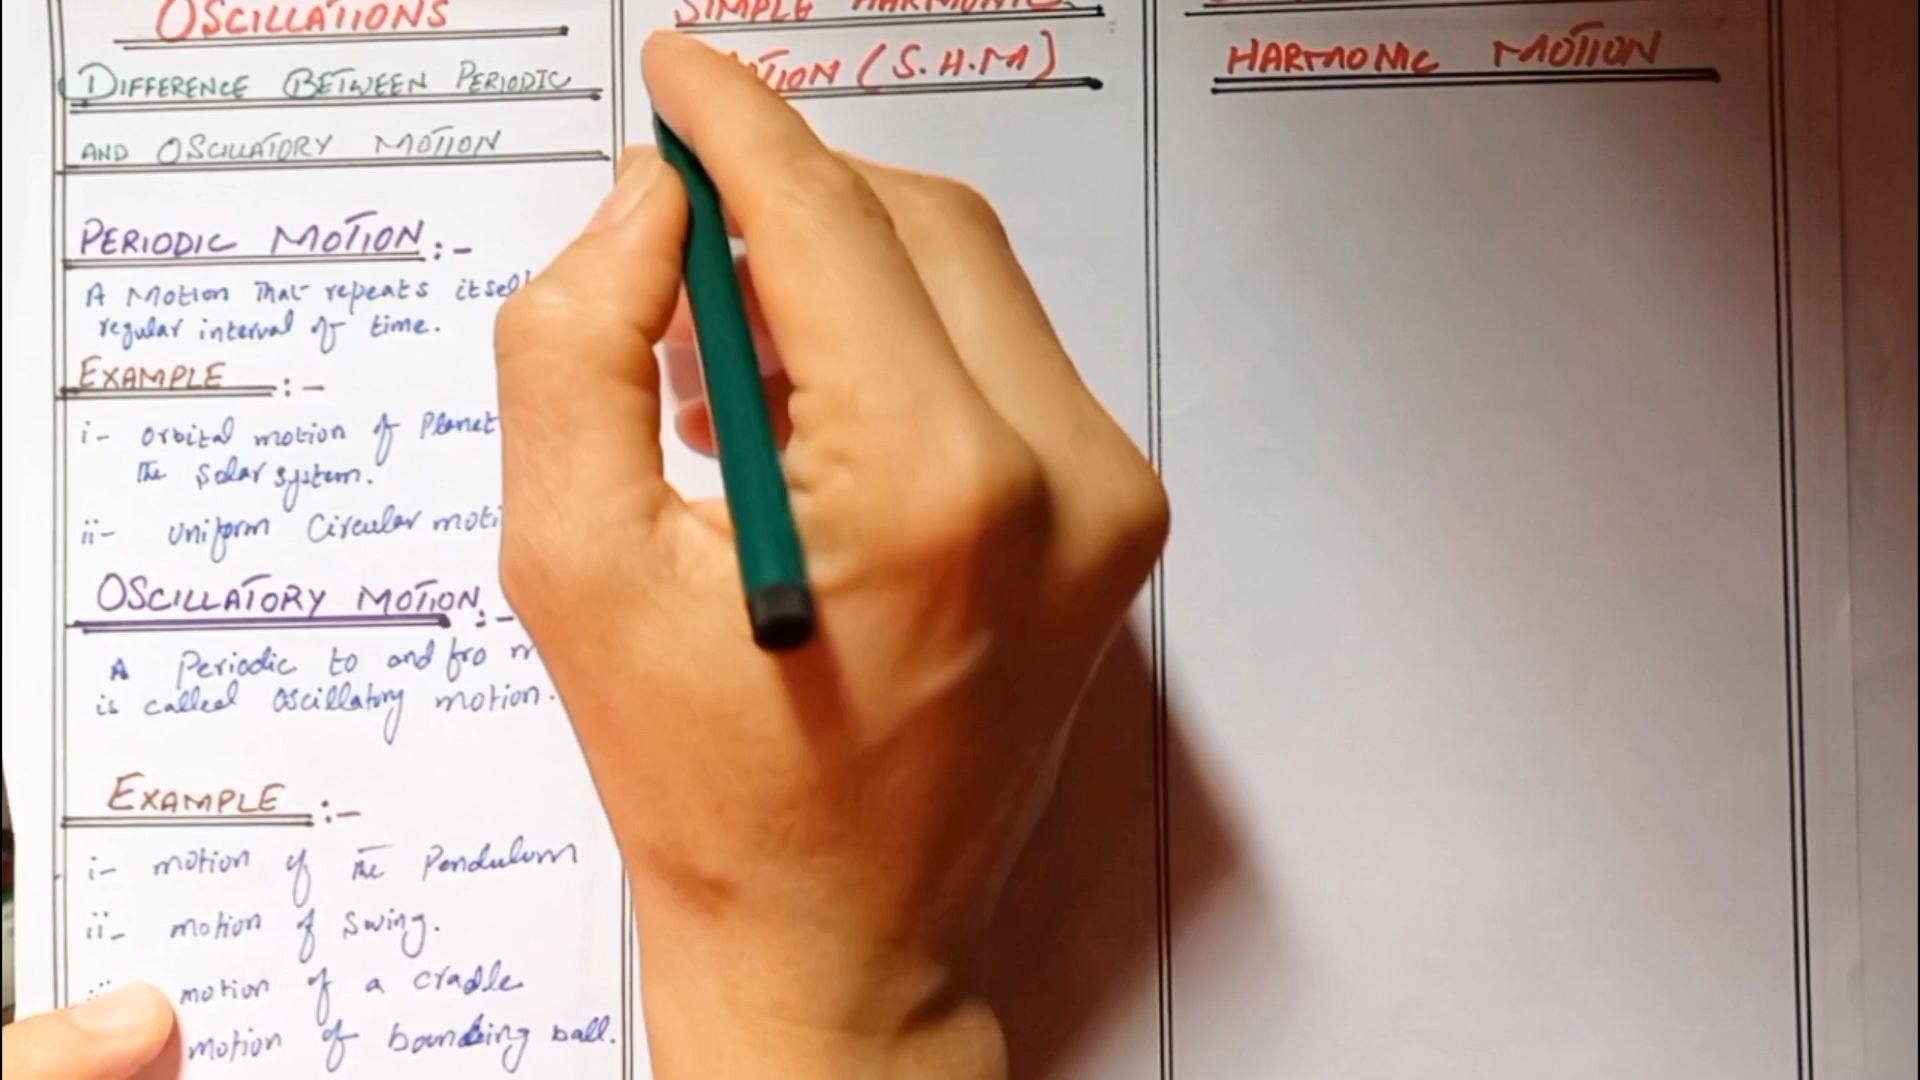 OSCILLATIONS
DIFFERENCE BETWEEN PERIODIC
AND OSCILLATORY MOTION
PERIODIC MOTION :-
A Motion That repeats itself
regular interval of time.
EXAMPLE :-
i- orbital motion of Planet
The Solar system.
ii- Uniform Circular moti
OSCILLATORY MOTION :-
A Periodic to and fro m
is called oscillatory motion.
EXAMPLE :-
i- motion of The Pendulum
ii- motion of Swing.
motion of a cradle
motion of bouncing ball.
SIMPLE HARMONIC
TION (S.H.M)
HARMONIC MOTION